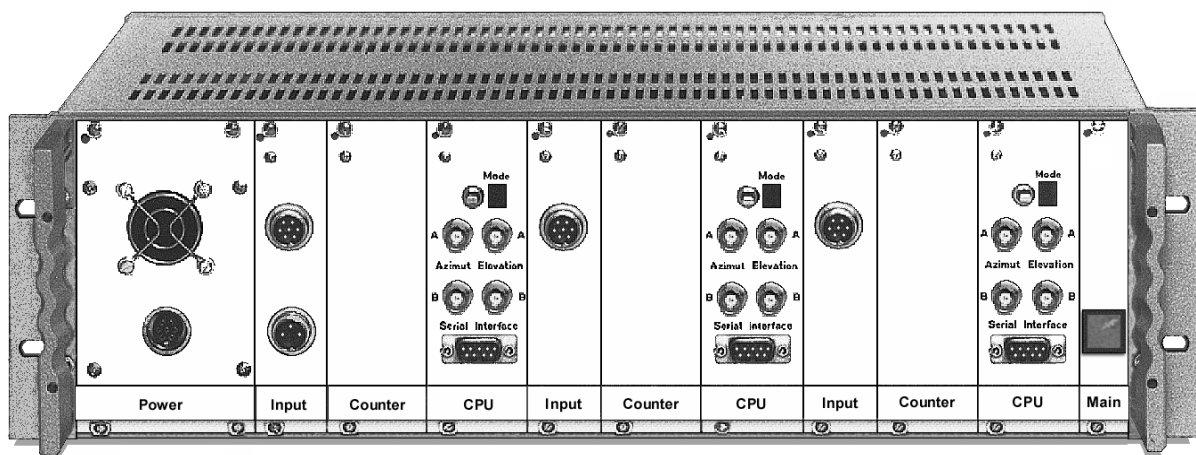 Mode
A A
Azimut Elevation
B B
Serial Interface
Mode
A A
Azimut Elevation
B B
Serial Interface
Mode
A A
Azimut Elevation
B B
Serial Interface
Power Input Counter CPU Input Counter CPU Input Counter CPU Main